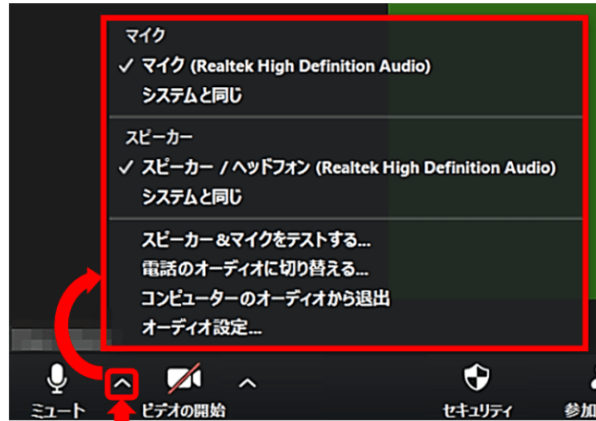 マイク
✓ マイク (Realtek High Definition Audio)
システムと同じ
スピーカー
✓ スピーカー / ヘッドフォン (Realtek High Definition Audio)
システムと同じ
スピーカー&マイクをテストする...
電話のオーディオに切り替える...
コンピューターのオーディオから退出
オーディオ設定...
ミュート ビデオの開始 セキュリティ 参加